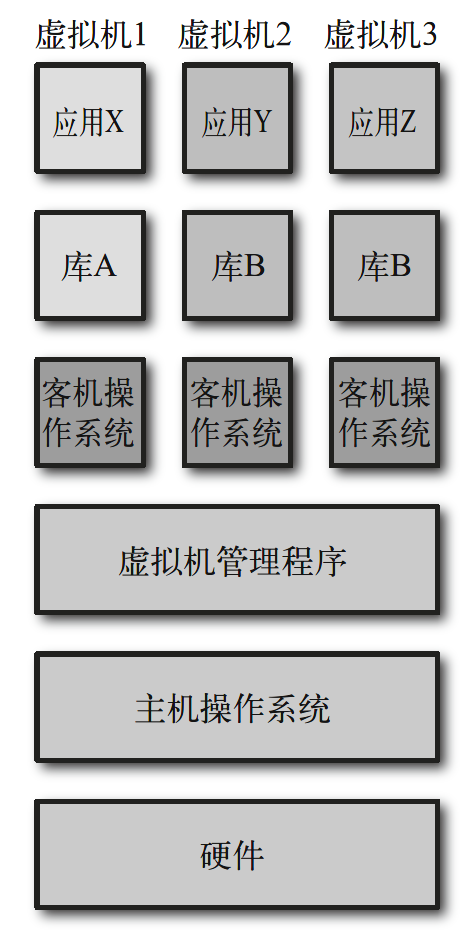 虚拟机1 虚拟机2 虚拟机3
应用X 应用Y 应用Z
库A 库B 库B
客机操 客机操 客机操
作系统 作系统 作系统
虚拟机管理程序
主机操作系统
硬件